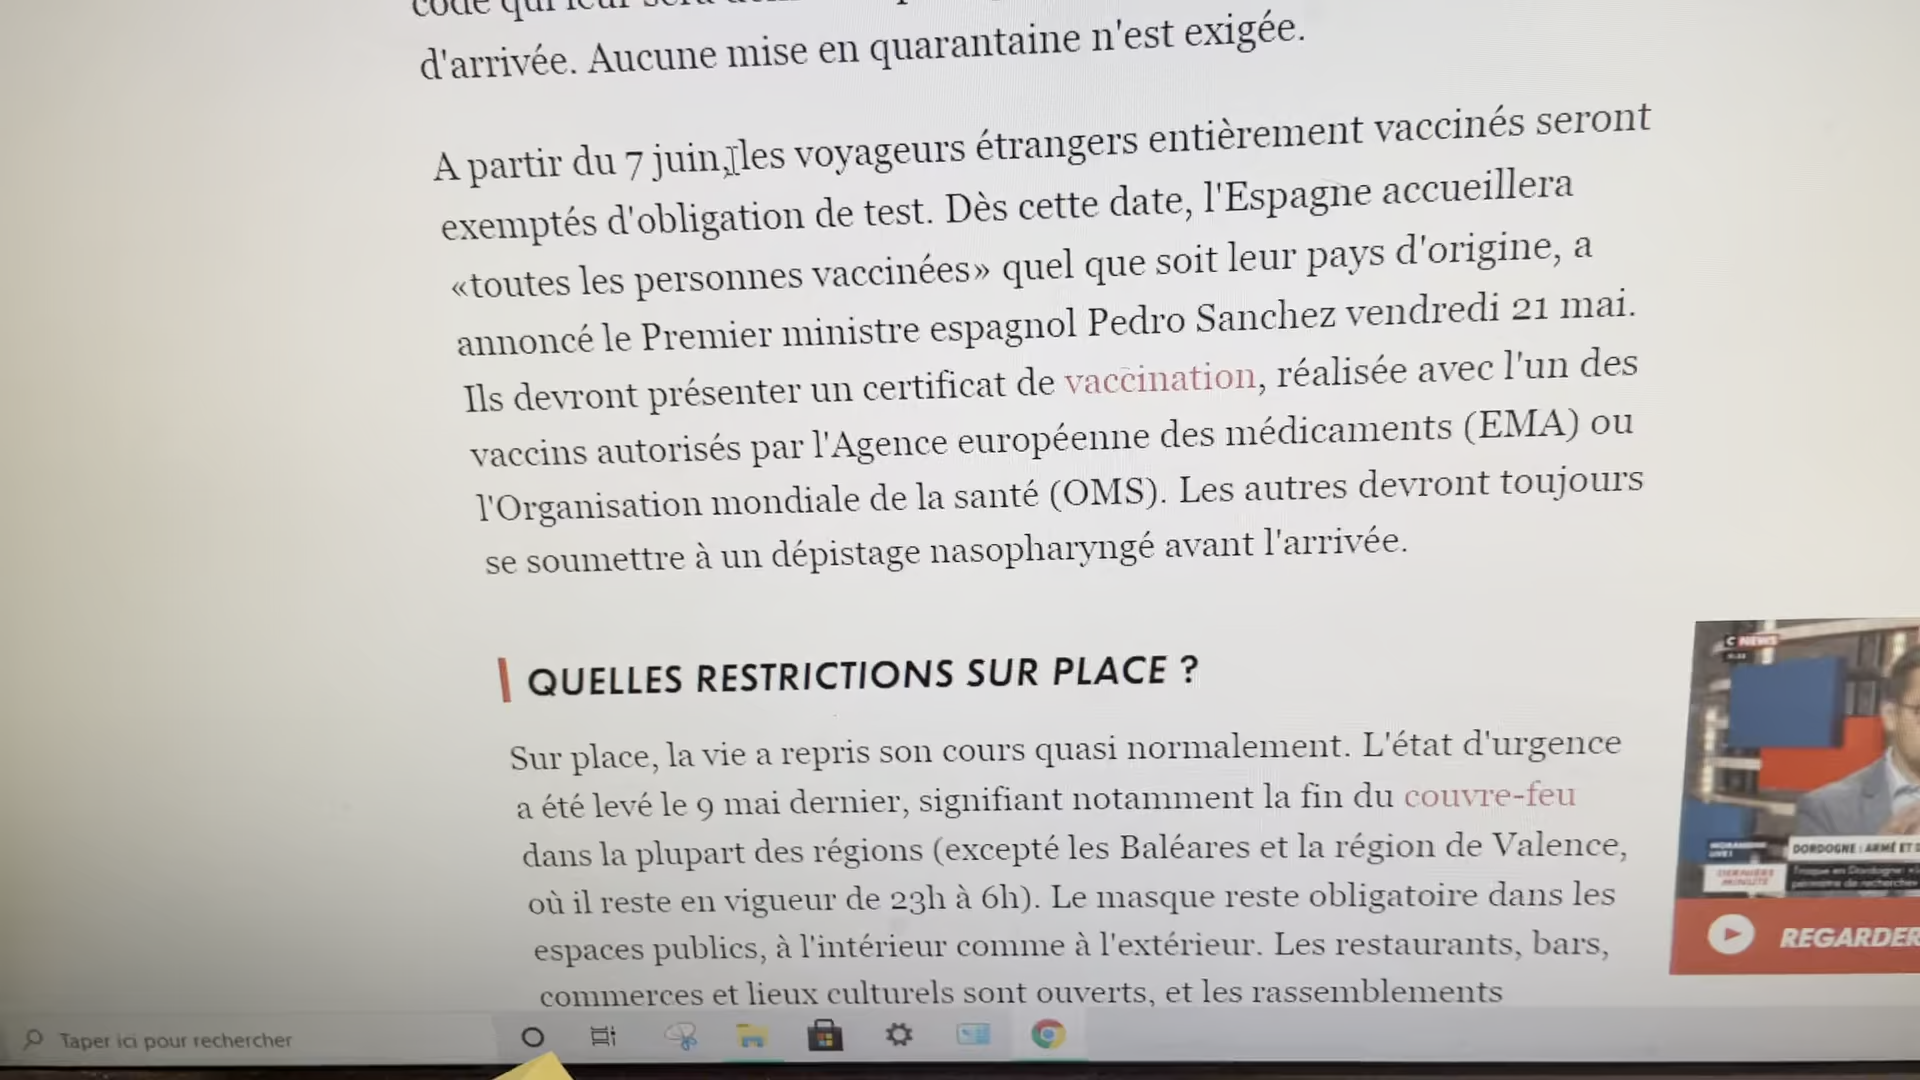 d'arrivée. Aucune mise en quarantaine n'est exigée.
A partir du 7 juin, les voyageurs étrangers entièrement vaccinés seront
exemptés d'obligation de test. Dès cette date, l'Espagne accueillera
«toutes les personnes vaccinées» quel que soit leur pays d'origine, a
annoncé le Premier ministre espagnol Pedro Sanchez vendredi 21 mai.
Ils devront présenter un certificat de vaccination, réalisée avec l'un des
vaccins autorisés par l'Agence européenne des médicaments (EMA) ou
l'Organisation mondiale de la santé (OMS). Les autres devront toujours
se soumettre à un dépistage nasopharyngé avant l'arrivée.
QUELLES RESTRICTIONS SUR PLACE ?
Sur place, la vie a repris son cours quasi normalement. L'état d'urgence
a été levé le 9 mai dernier, signifiant notamment la fin du couvre-feu
dans la plupart des régions (excepté les Baléares et la région de Valence,
où il reste en vigueur de 23h à 6h). Le masque reste obligatoire dans les
espaces publics, à l'intérieur comme à l'extérieur. Les restaurants, bars,
commerces et lieux culturels sont ouverts, et les rassemblements
C NEWS
DORDOGNE : ARMÉ ET D
DERNIÈRE
MINUTE
REGARDER
Taper ici pour rechercher